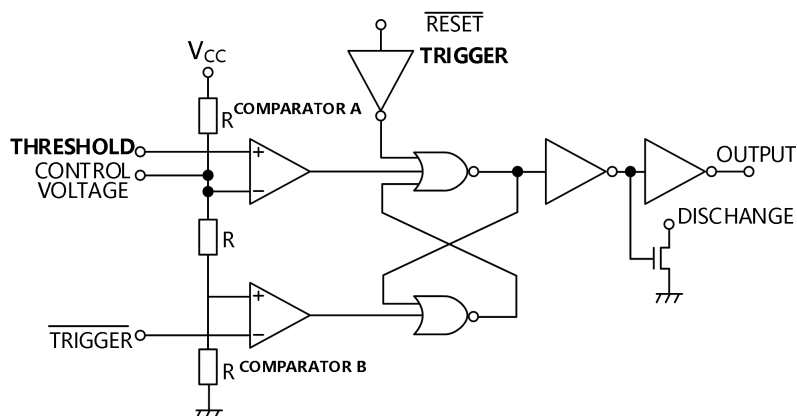 RESET
TRIGGER
VCC
R
COMPARATOR A
THRESHOLD
CONTROL
VOLTAGE
OUTPUT
DISCHANGE
R
TRIGGER
R
COMPARATOR B
+
−
+
−